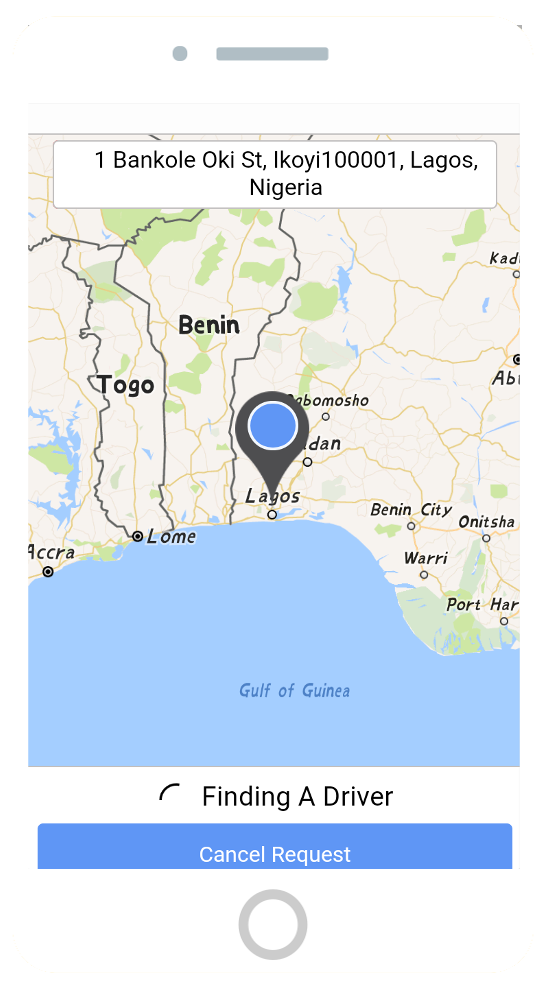 1 Bankole Oki St, Ikoyi100001, Lagos,
Nigeria
Kad
Benin
Togo
Ab
gbomosho
dan
Lagos
Benin City
Onitsha
Lome
Accra
Warri
Port Har
Gulf of Guinea
Finding A Driver
Cancel Request